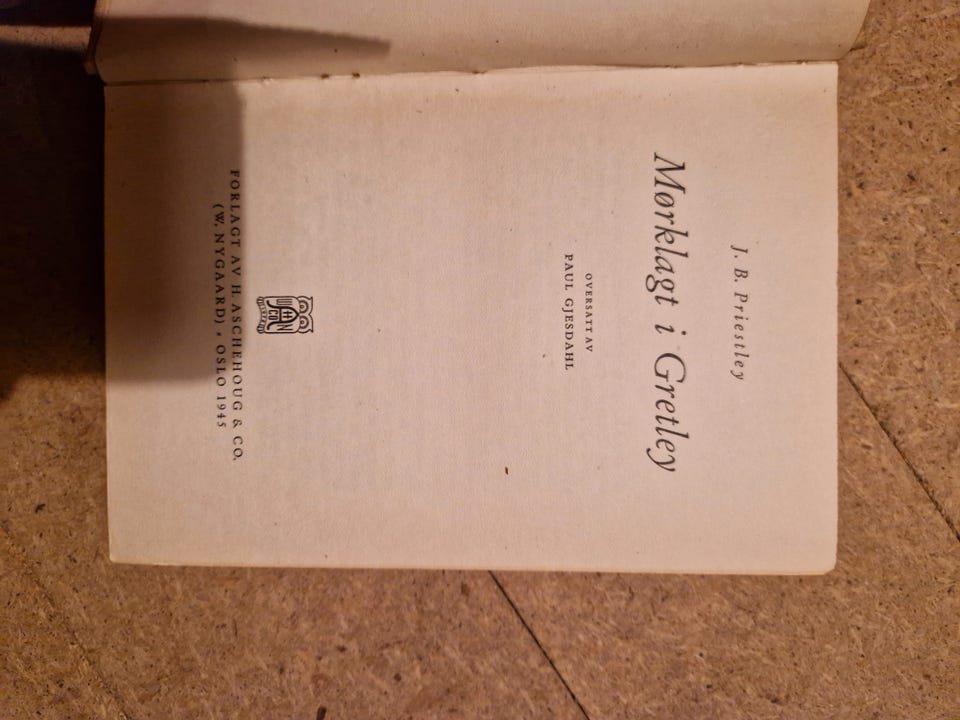 J. B. Priestley
Mørklagt i Gretley
OVERSATT AV
PAUL GJESDAHL
FORLAGT AV H. ASCHEHOUG & CO.
(W. NYGAARD) • OSLO 1945